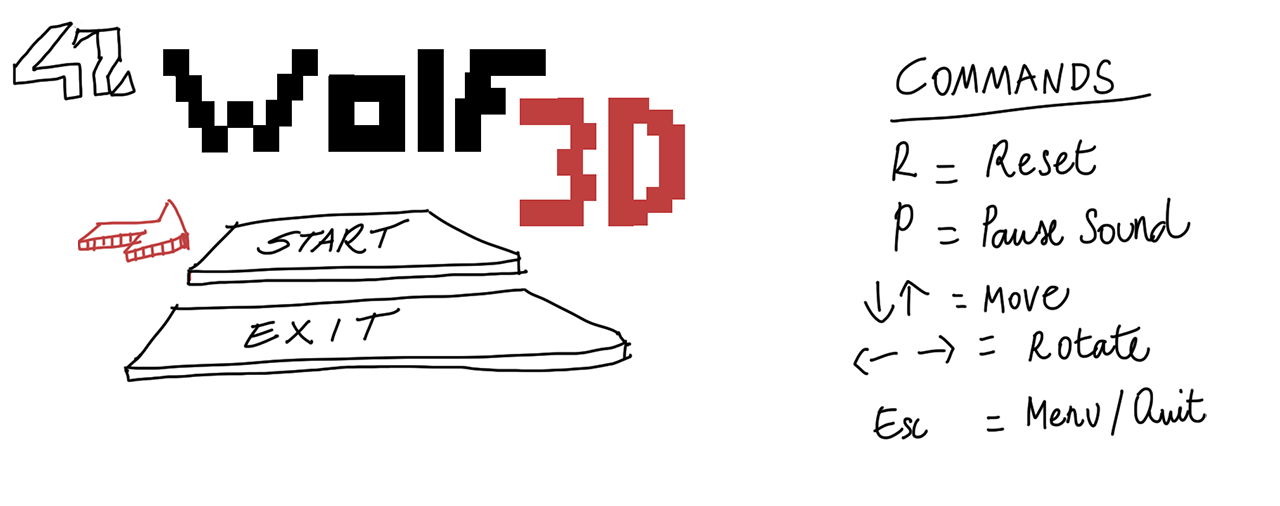 42
Wolf
3D
START
EXIT
COMMANDS
R = Reset
P = Pause Sound
↓↑ = Move
← → = Rotate
Esc = Menu/Quit